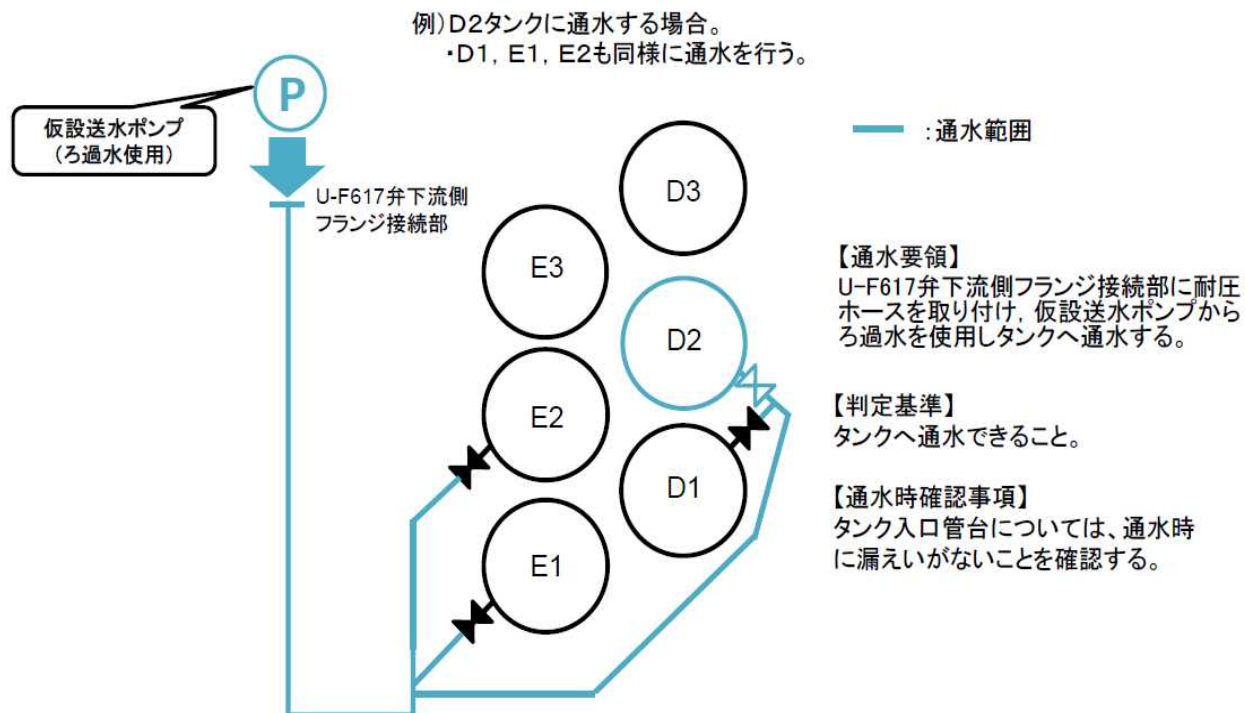 例)D2タンクに通水する場合。
・D1, E1, E2も同様に通水を行う。
P
仮設送水ポンプ
(ろ過水使用)
:通水範囲
U-F617弁下流側
フランジ接続部
D3
E3
D2
E2
D1
E1
【通水要領】
U-F617弁下流側フランジ接続部に耐圧
ホースを取り付け, 仮設送水ポンプから
ろ過水を使用しタンクへ通水する。
【判定基準】
タンクへ通水できること。
【通水時確認事項】
タンク入口管台については、通水時
に漏えいがないことを確認する。